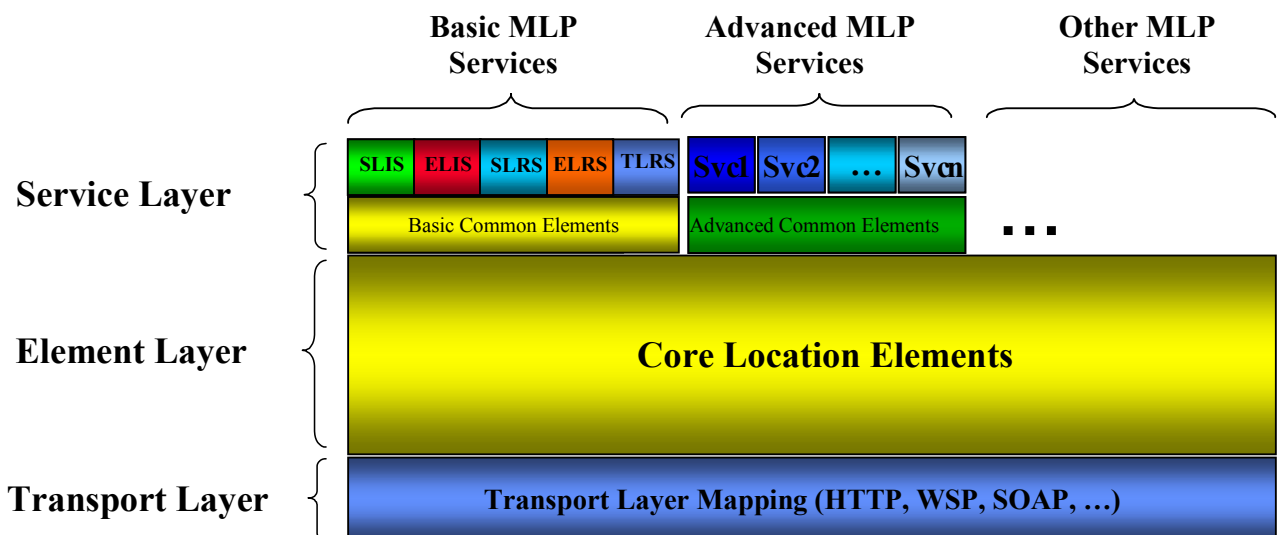 Basic MLP
Services
Advanced MLP
Services
Other MLP
Services
Service Layer
SLIS ELIS SLRS ELRS TLRS
Svc1 Svc2 ... Svcn
Basic Common Elements
Advanced Common Elements
...
Element Layer
Core Location Elements
Transport Layer
Transport Layer Mapping (HTTP, WSP, SOAP, …)